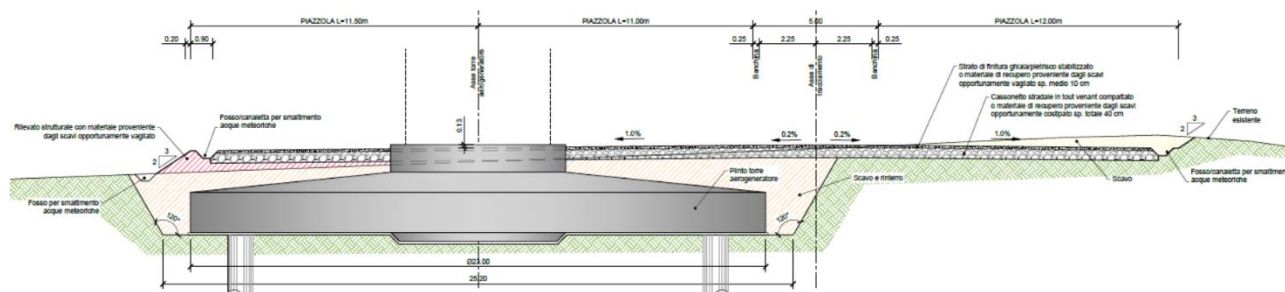 PIAZZOLA L=11.50m
PIAZZOLA L=11.00m
5.00
PIAZZOLA L=12.00m
0.20
0.90
0.25
2.25
2.25
0.25
Asse torre
aerogeneratore
Banchina
Asse di
tracciamento
Banchina
Strato di finitura ghiaia/pietrisco stabilizzato
o materiale di recupero proveniente dagli scavi
opportunamente vagliato sp. medio 10 cm
Cassonetto stradale in tout venant compattato
o materiale di recupero proveniente dagli scavi
opportunamente costipato sp. totale 40 cm
Terreno
esistente
Fosso/canaletta per smaltimento
acque meteoriche
Rilevato strutturale con materiale proveniente
dagli scavi opportunamente vagliato
0.13
1.0%
0.2%
0.2%
1.0%
3
2
3
2
Plinto torre
aerogeneratore
Scavo e rinterro
Scavo
Fosso/canaletta per smaltimento
acque meteoriche
Fosso per smaltimento
acque meteoriche
120°
120°
Ø23.00
25.20